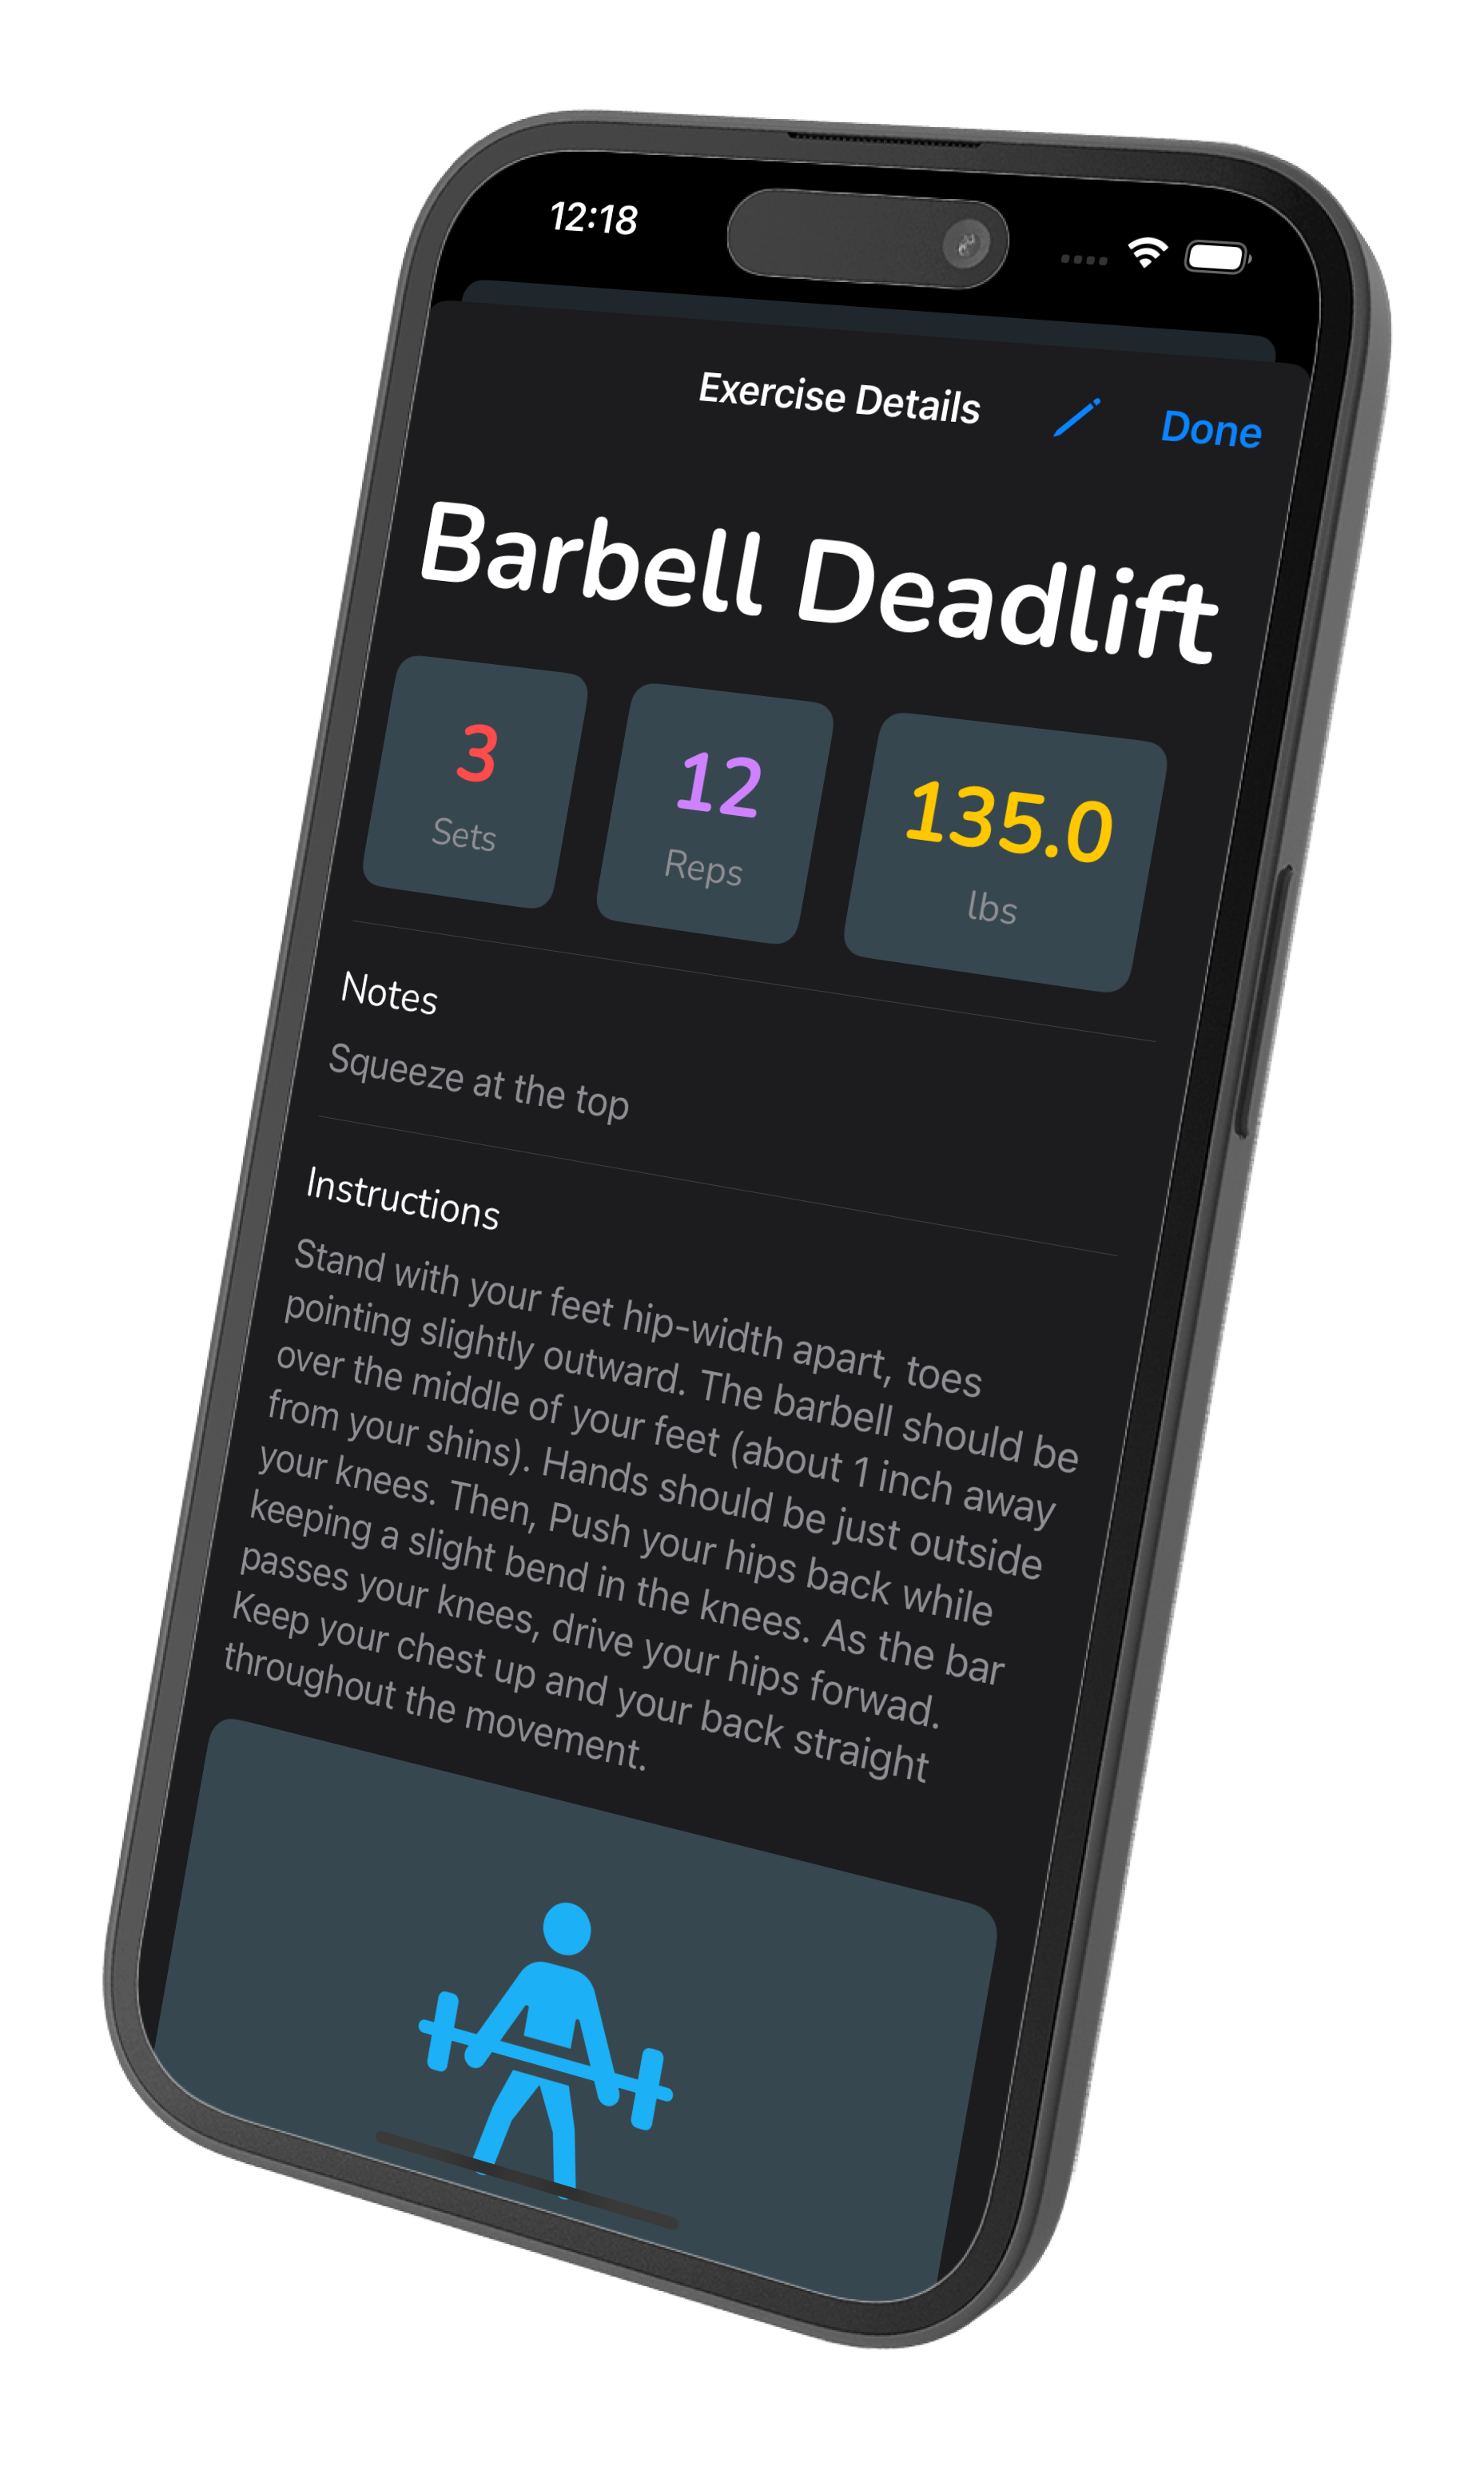 12:18
Exercise Details
Done
Barbell Deadlift
3
12
135.0
Sets
Reps
lbs
Notes
Squeeze at the top
Instructions
Stand with your feet hip-width apart, toes
pointing slightly outward. The barbell should be
over the middle of your feet (about 1 inch away
from your shins). Hands should be just outside
your knees. Then, Push your hips back while
keeping a slight bend in the knees. As the bar
passes your knees, drive your hips forwad.
Keep your chest up and your back straight
throughout the movement.